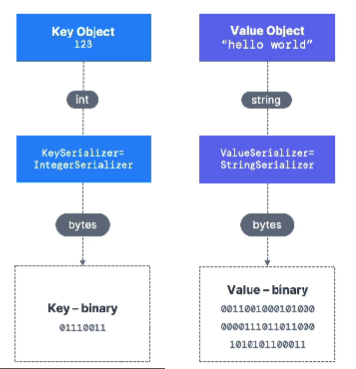 Key Object
123
int
KeySerializer=
IntegerSerializer
bytes
Key – binary
01110011
Value Object
“hello world”
string
ValueSerializer=
StringSerializer
bytes
Value – binary
0011001000101000
0000111011011000
1010101100011